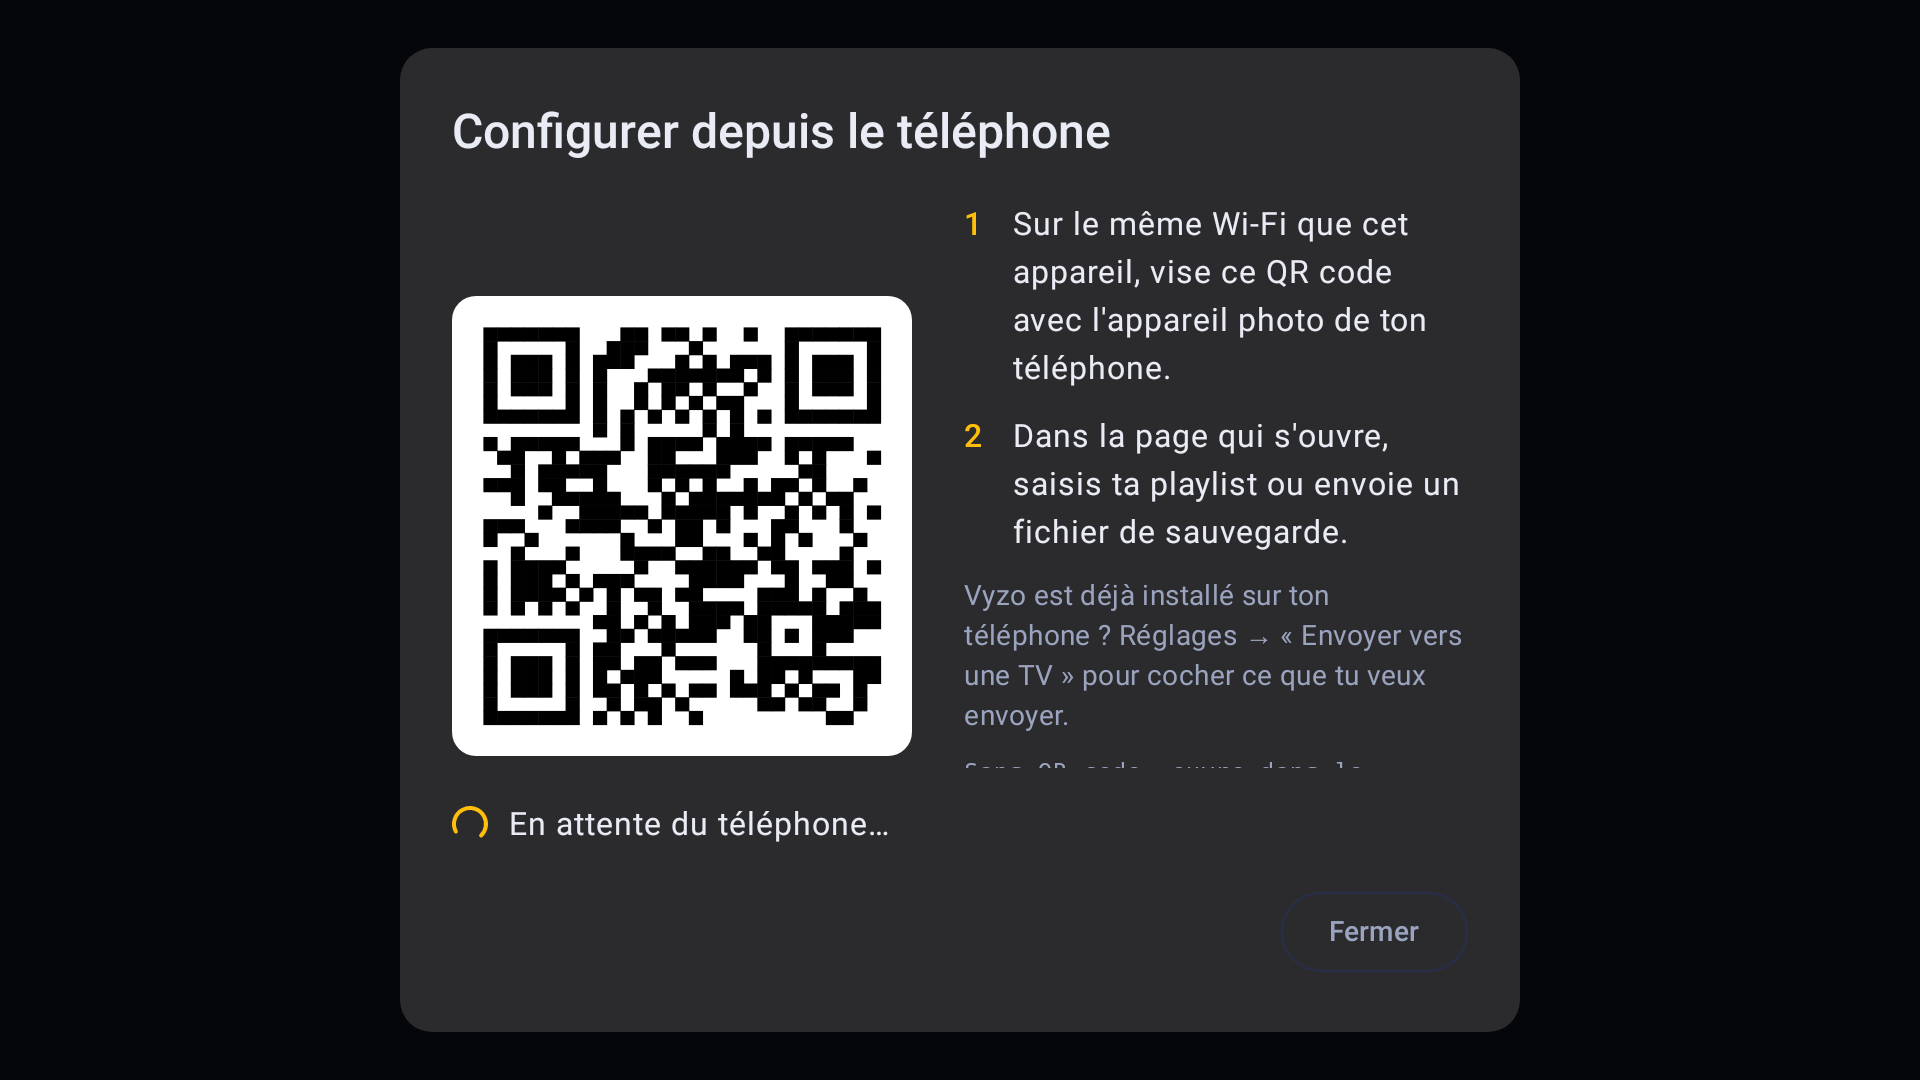 Configurer depuis le téléphone
1 Sur le même Wi-Fi que cet
appareil, vise ce QR code
avec l'appareil photo de ton
téléphone.
2 Dans la page qui s'ouvre,
saisis ta playlist ou envoie un
fichier de sauvegarde.
Vyzo est déjà installé sur ton
téléphone ? Réglages → « Envoyer vers
une TV » pour cocher ce que tu veux
envoyer.
En attente du téléphone…
Fermer